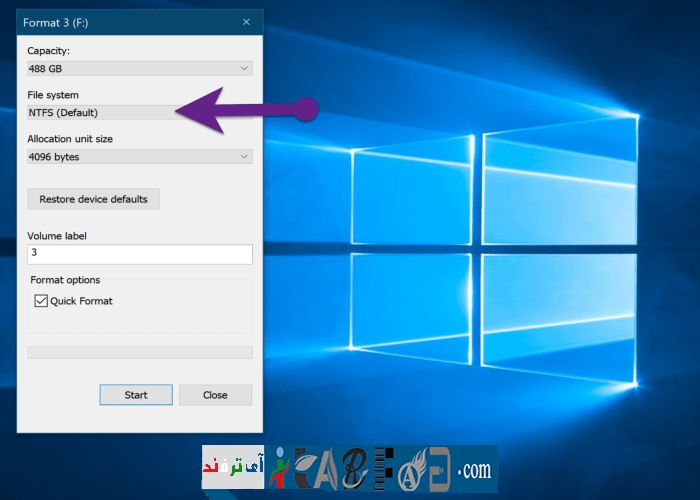 Format 3 (F:)
Capacity:
488 GB
File system
NTFS (Default)
Allocation unit size
4096 bytes
Restore device defaults
Volume label
3
Format options
Quick Format
Start
Close
آی ترفند
iTARFAND.com